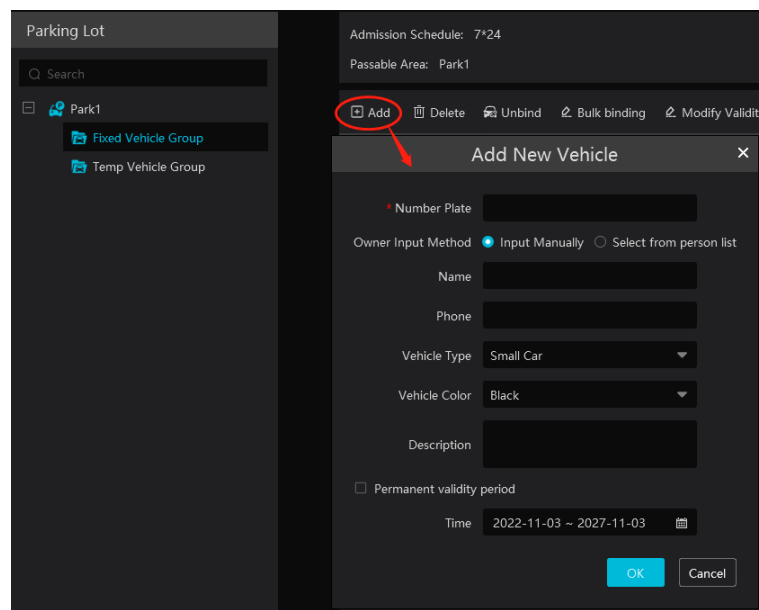 Parking Lot
Search
Park1
Fixed Vehicle Group
Temp Vehicle Group
Admission Schedule: 7*24
Passable Area: Park1
Add Delete Unbind Bulk binding Modify Validit
Add New Vehicle
* Number Plate
Owner Input Method Input Manually Select from person list
Name
Phone
Vehicle Type Small Car
Vehicle Color Black
Description
Permanent validity period
Time 2022-11-03 ~ 2027-11-03
OK Cancel